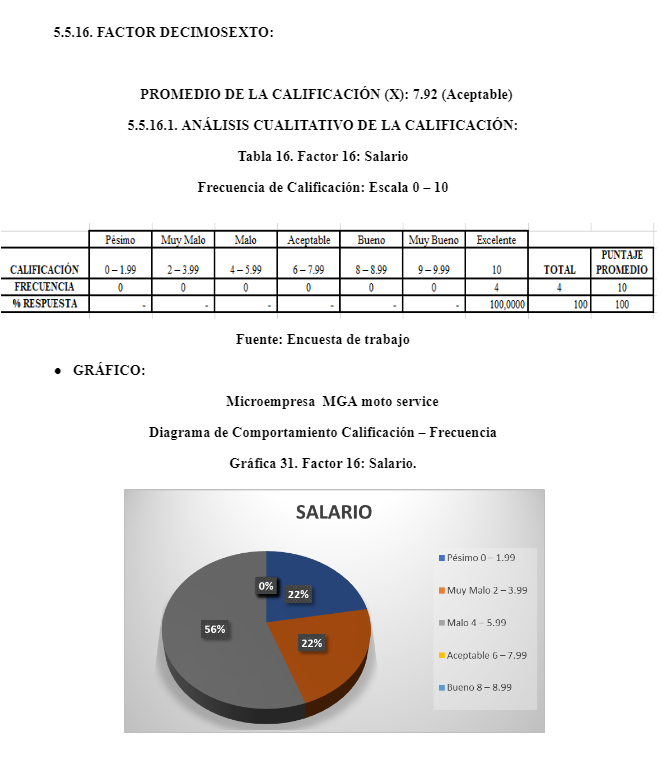 5.5.16. FACTOR DECIMOSEXTO:
PROMEDIO DE LA CALIFICACIÓN (X): 7.92 (Aceptable)
5.5.16.1. ANÁLISIS CUALITATIVO DE LA CALIFICACIÓN:
Tabla 16. Factor 16: Salario
Frecuencia de Calificación: Escala 0 – 10
Pésimo Muy Malo Malo Aceptable Bueno Muy Bueno Excelente
CALIFICACIÓN 0 – 1.99 2 – 3.99 4 – 5.99 6 – 7.99 8 – 8.99 9 – 9.99 10 TOTAL PUNTAJE PROMEDIO
FRECUENCIA 0 0 0 0 0 0 4 4 10
% RESPUESTA - - - - - - 100,0000 100 100
Fuente: Encuesta de trabajo
● GRÁFICO:
Microempresa MGA moto service
Diagrama de Comportamiento Calificación – Frecuencia
Gráfica 31. Factor 16: Salario.
SALARIO
0%
22%
56%
22%
Pésimo 0 – 1.99
Muy Malo 2 – 3.99
Malo 4 – 5.99
Aceptable 6 – 7.99
Bueno 8 – 8.99